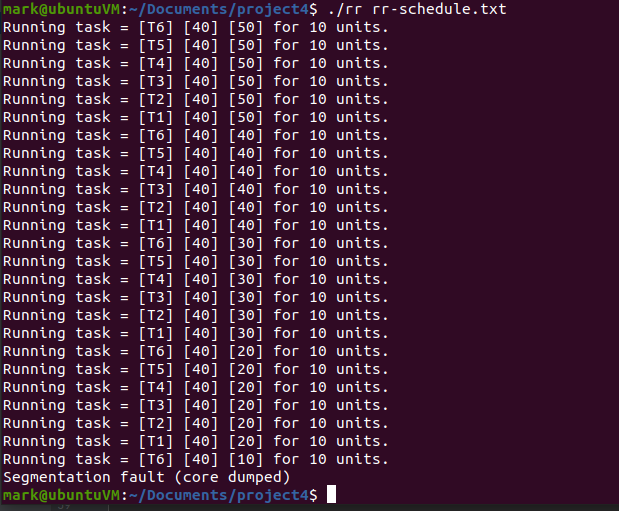 mark@ubuntuVM:~/Documents/project4$ ./rr rr-schedule.txt
Running task = [T6] [40] [50] for 10 units.
Running task = [T5] [40] [50] for 10 units.
Running task = [T4] [40] [50] for 10 units.
Running task = [T3] [40] [50] for 10 units.
Running task = [T2] [40] [50] for 10 units.
Running task = [T1] [40] [50] for 10 units.
Running task = [T6] [40] [40] for 10 units.
Running task = [T5] [40] [40] for 10 units.
Running task = [T4] [40] [40] for 10 units.
Running task = [T3] [40] [40] for 10 units.
Running task = [T2] [40] [40] for 10 units.
Running task = [T1] [40] [40] for 10 units.
Running task = [T6] [40] [30] for 10 units.
Running task = [T5] [40] [30] for 10 units.
Running task = [T4] [40] [30] for 10 units.
Running task = [T3] [40] [30] for 10 units.
Running task = [T2] [40] [30] for 10 units.
Running task = [T1] [40] [30] for 10 units.
Running task = [T6] [40] [20] for 10 units.
Running task = [T5] [40] [20] for 10 units.
Running task = [T4] [40] [20] for 10 units.
Running task = [T3] [40] [20] for 10 units.
Running task = [T2] [40] [20] for 10 units.
Running task = [T1] [40] [20] for 10 units.
Running task = [T6] [40] [10] for 10 units.
Segmentation fault (core dumped)
mark@ubuntuVM:~/Documents/project4$